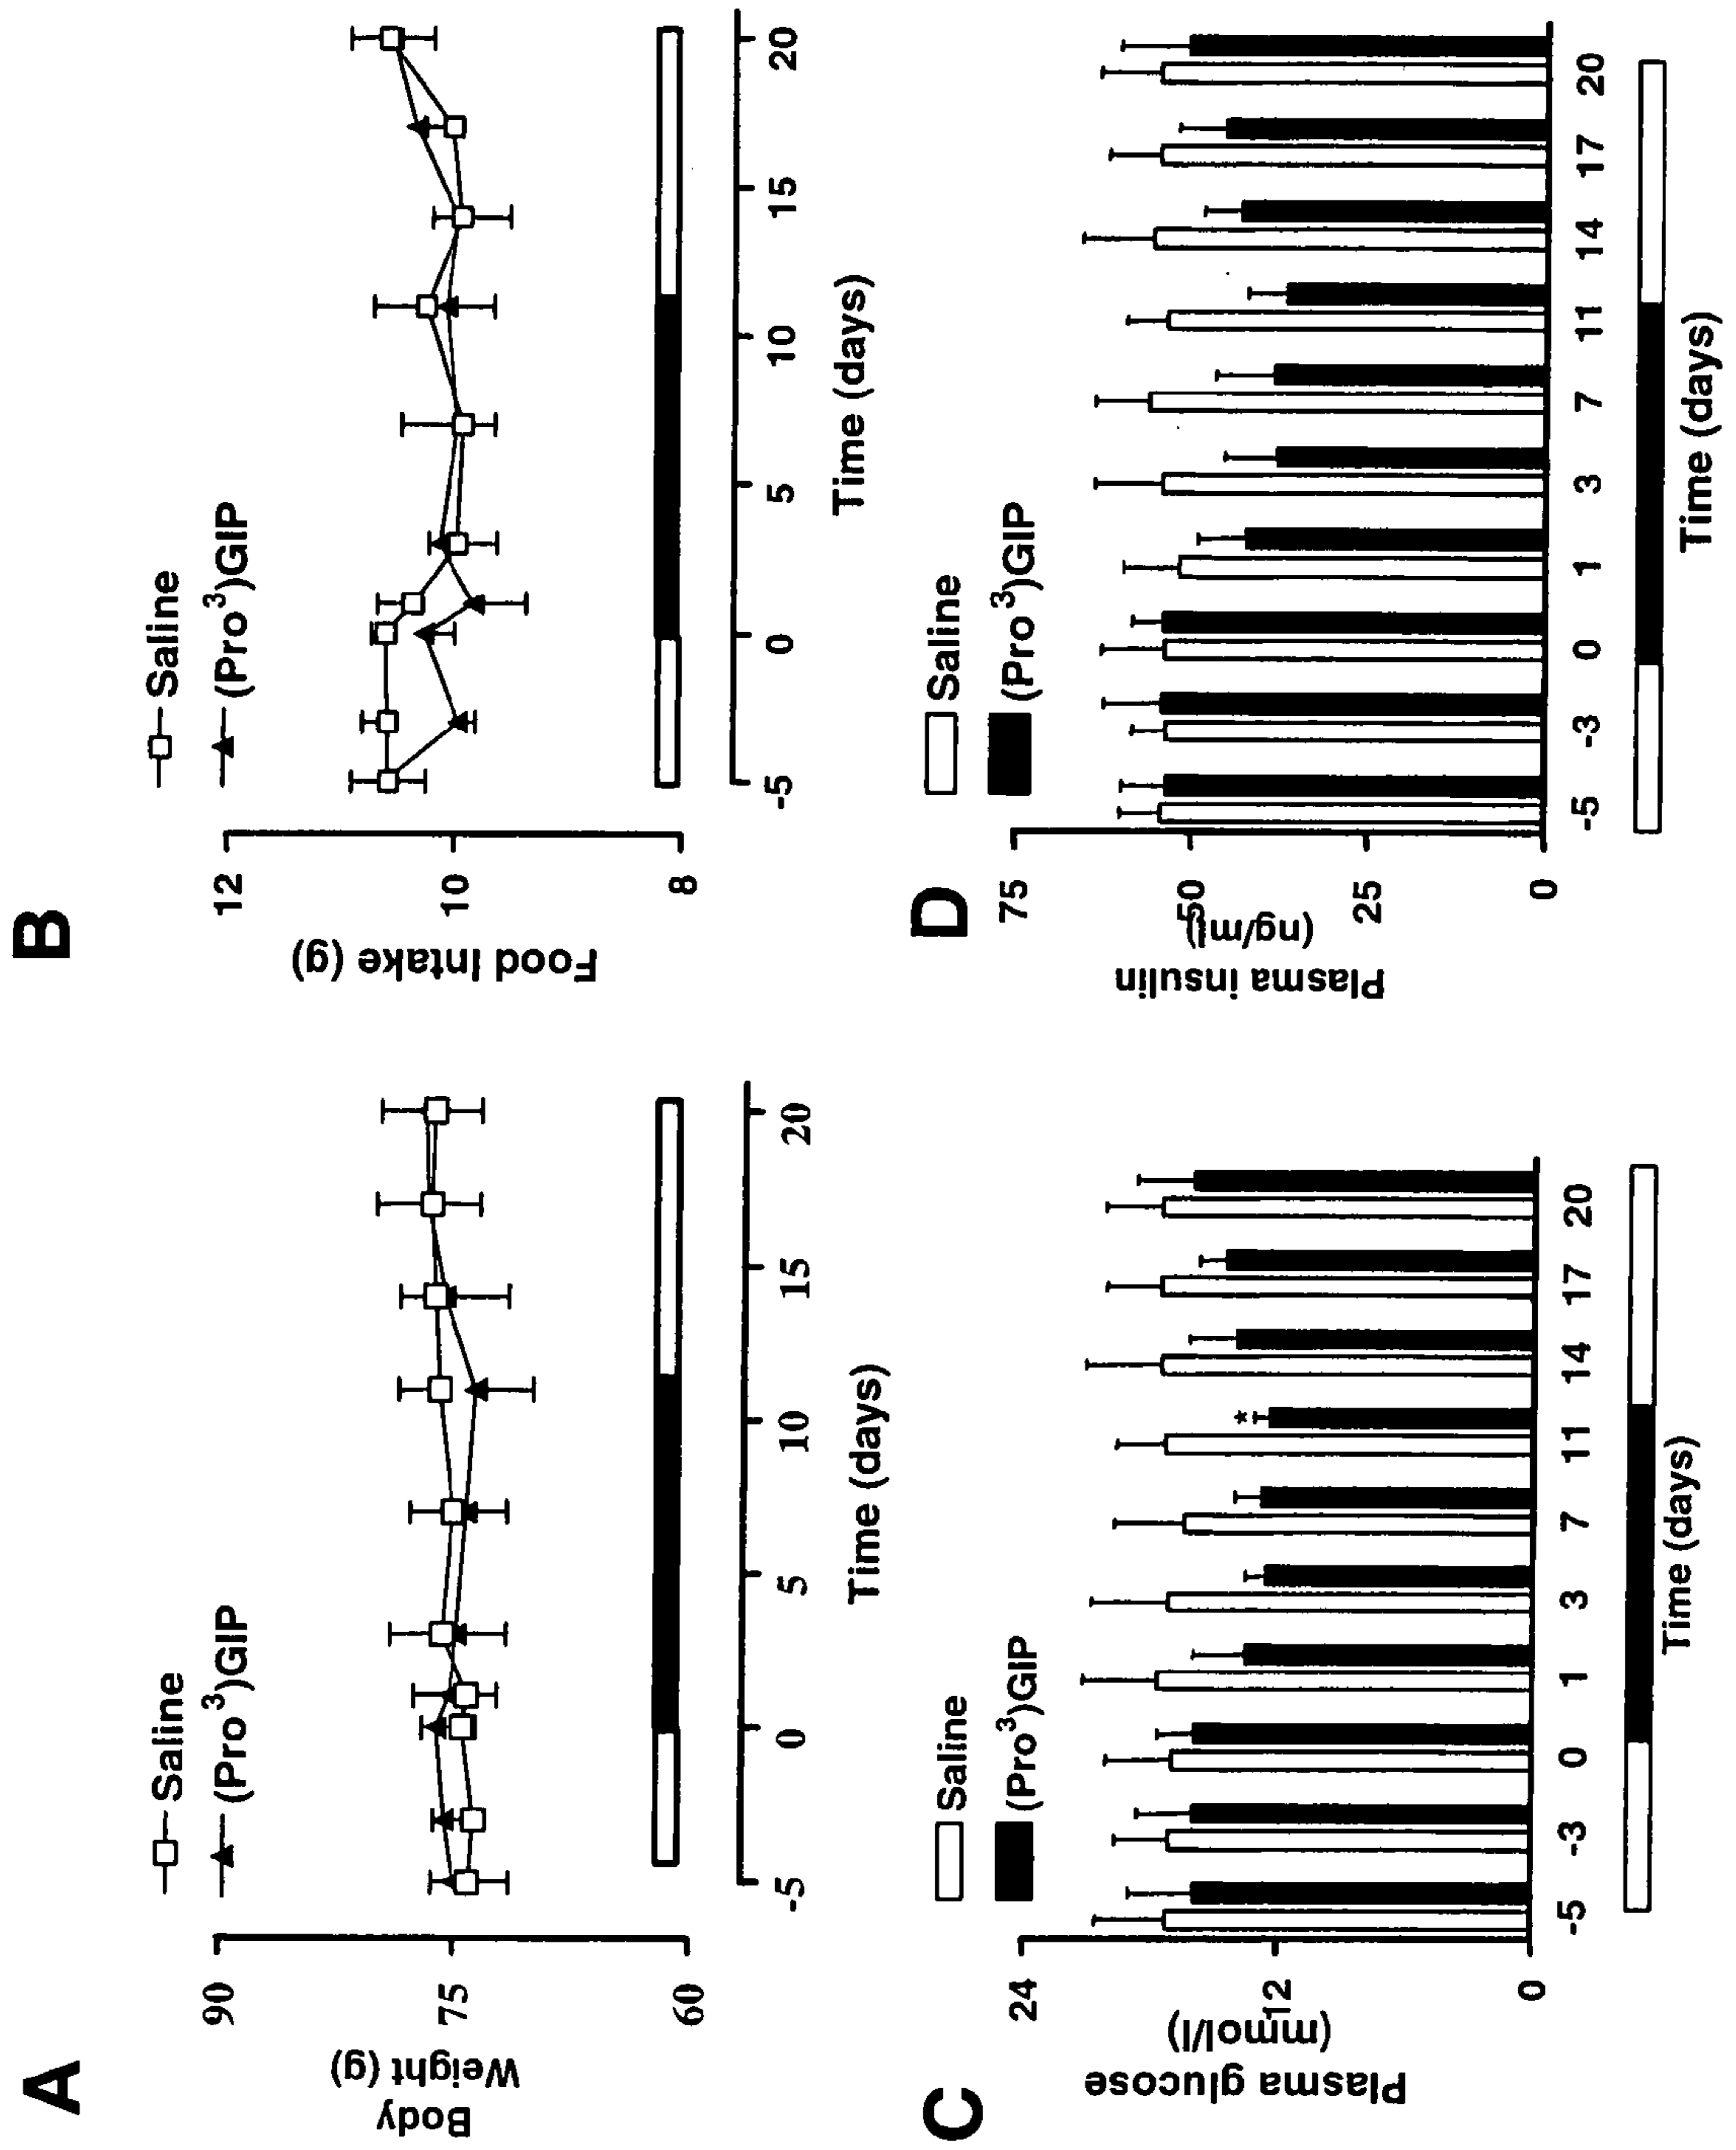 A
Body
Weight (g)
90
75
60
Saline
(Pro³)GIP
-5 0 5 10 15 20
Time (days)
B
Food Intake (g)
12
10
8
Saline
(Pro³)GIP
-5 0 5 10 15 20
Time (days)
C
Plasma glucose
(mmol/l)
24
12
0
Saline
(Pro³)GIP
*
-5 -3 0 1 3 7 11 14 17 20
Time (days)
D
Plasma insulin
(ng/ml)
75
50
25
0
Saline
(Pro³)GIP
-5 -3 0 1 3 7 11 14 17 20
Time (days)